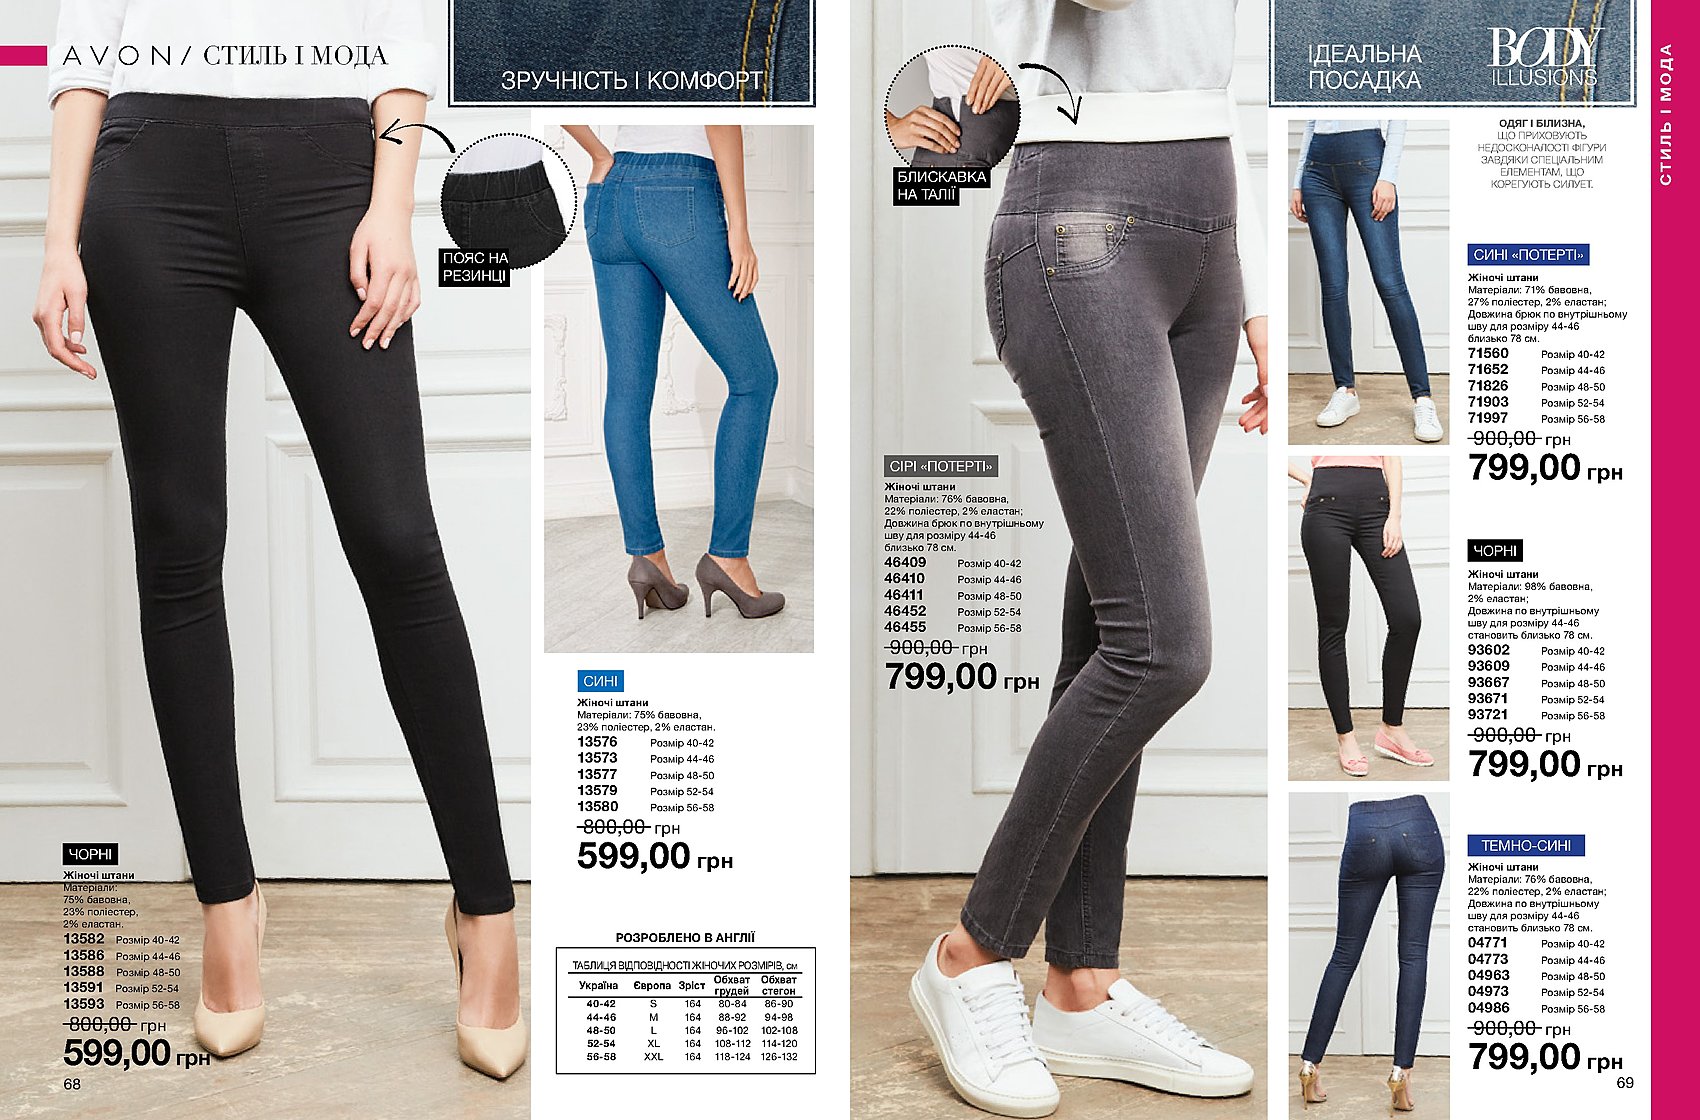 AVON / СТИЛЬ І МОДА
ЗРУЧНІСТЬ І КОМФОРТ
ПОЯС НА
РЕЗИНЦІ
ЧОРНІ
Жіночі штани
Матеріали:
75% бавовна,
23% поліестер,
2% еластан.
13582 Розмір 40-42
13586 Розмір 44-46
13588 Розмір 48-50
13591 Розмір 52-54
13593 Розмір 56-58
800,00 грн
599,00 грн
68
СИНІ
Жіночі штани
Матеріали: 75% бавовна,
23% поліестер, 2% еластан.
13576 Розмір 40-42
13573 Розмір 44-46
13577 Розмір 48-50
13579 Розмір 52-54
13580 Розмір 56-58
800,00 грн
599,00 грн
РОЗРОБЛЕНО В АНГЛІЇ
ТАБЛИЦЯ ВІДПОВІДНОСТІ ЖІНОЧИХ РОЗМІРІВ, см
Україна Європа Зріст Обхват грудей Обхват стегон
40-42 S 164 80-84 86-90
44-46 M 164 88-92 94-98
48-50 L 164 96-102 102-108
52-54 XL 164 108-112 114-120
56-58 XXL 164 118-124 126-132
БЛИСКАВКА
НА ТАЛІЇ
СІРІ «ПОТЕРТІ»
Жіночі штани
Матеріали: 76% бавовна,
22% поліестер, 2% еластан;
Довжина брюк по внутрішньому
шву для розміру 44-46
близько 78 см.
46409 Розмір 40-42
46410 Розмір 44-46
46411 Розмір 48-50
46452 Розмір 52-54
46455 Розмір 56-58
900,00 грн
799,00 грн
ІДЕАЛЬНА
ПОСАДКА
BODY
ILLUSIONS
ОДЯГ І БІЛИЗНА,
ЩО ПРИХОВУЮТЬ
НЕДОСКОНАЛОСТІ ФІГУРИ
ЗАВДЯКИ СПЕЦІАЛЬНИМ
ЕЛЕМЕНТАМ, ЩО
КОРЕГУЮТЬ СИЛУЕТ.
СТИЛЬ І МОДА
СИНІ «ПОТЕРТІ»
Жіночі штани
Матеріали: 71% бавовна,
27% поліестер, 2% еластан;
Довжина брюк по внутрішньому
шву для розміру 44-46
близько 78 см.
71560 Розмір 40-42
71652 Розмір 44-46
71826 Розмір 48-50
71903 Розмір 52-54
71997 Розмір 56-58
900,00 грн
799,00 грн
ЧОРНІ
Жіночі штани
Матеріали: 98% бавовна,
2% еластан;
Довжина по внутрішньому
шву для розміру 44-46
становить близько 78 см.
93602 Розмір 40-42
93609 Розмір 44-46
93667 Розмір 48-50
93671 Розмір 52-54
93721 Розмір 56-58
900,00 грн
799,00 грн
ТЕМНО-СИНІ
Жіночі штани
Матеріали: 76% бавовна,
22% поліестер, 2% еластан;
Довжина по внутрішньому
шву для розміру 44-46
становить близько 78 см.
04771 Розмір 40-42
04773 Розмір 44-46
04963 Розмір 48-50
04973 Розмір 52-54
04986 Розмір 56-58
900,00 грн
799,00 грн
69